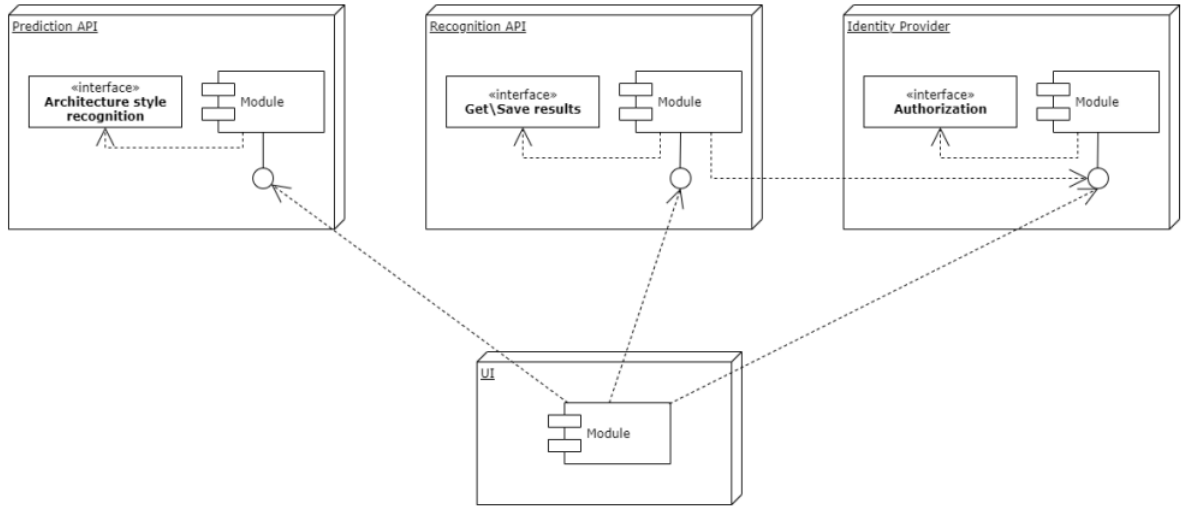 Prediction API
«interface»
Architecture style
recognition
Module
Recognition API
«interface»
Get\Save results
Module
Identity Provider
«interface»
Authorization
Module
UI
Module